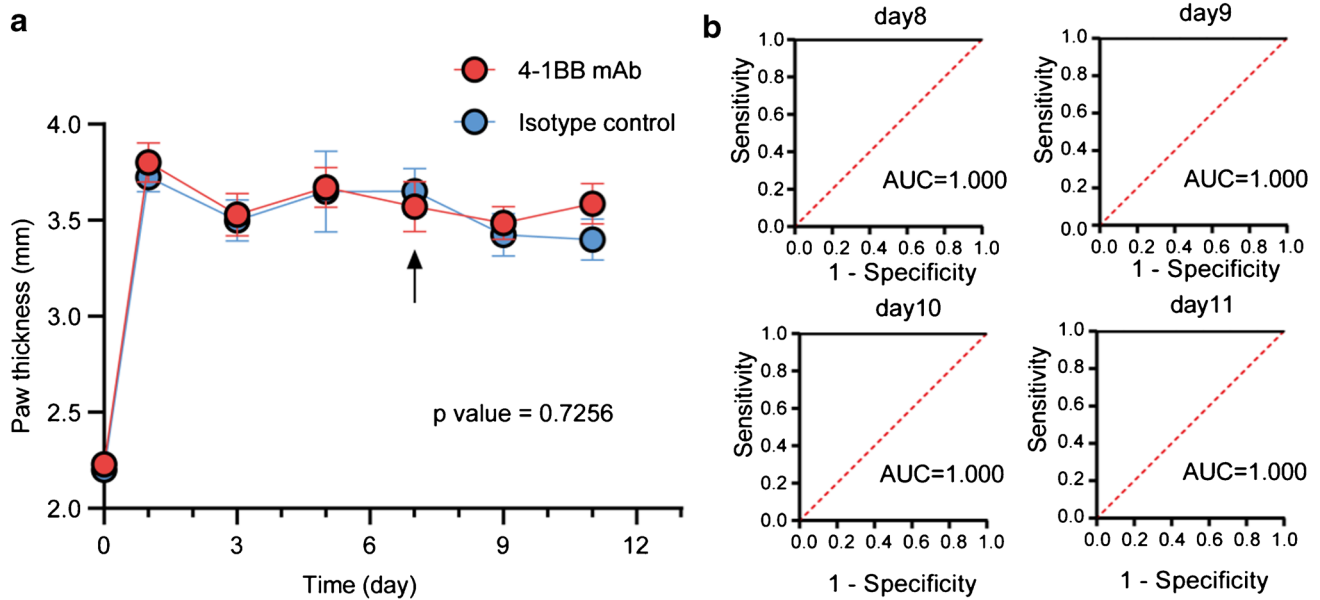 a
4-1BB mAb
Isotype control
Paw thickness (mm)
4.0
3.5
3.0
2.5
2.0
p value = 0.7256
0 3 6 9 12
Time (day)
b
day8
Sensitivity
1.0
0.8
0.6
0.4
0.2
0.0
AUC=1.000
0.0 0.2 0.4 0.6 0.8 1.0
1 - Specificity
day9
Sensitivity
1.0
0.8
0.6
0.4
0.2
0.0
AUC=1.000
0.0 0.2 0.4 0.6 0.8 1.0
1 - Specificity
day10
Sensitivity
1.0
0.8
0.6
0.4
0.2
0.0
AUC=1.000
0.0 0.2 0.4 0.6 0.8 1.0
1 - Specificity
day11
Sensitivity
1.0
0.8
0.6
0.4
0.2
0.0
AUC=1.000
0.0 0.2 0.4 0.6 0.8 1.0
1 - Specificity